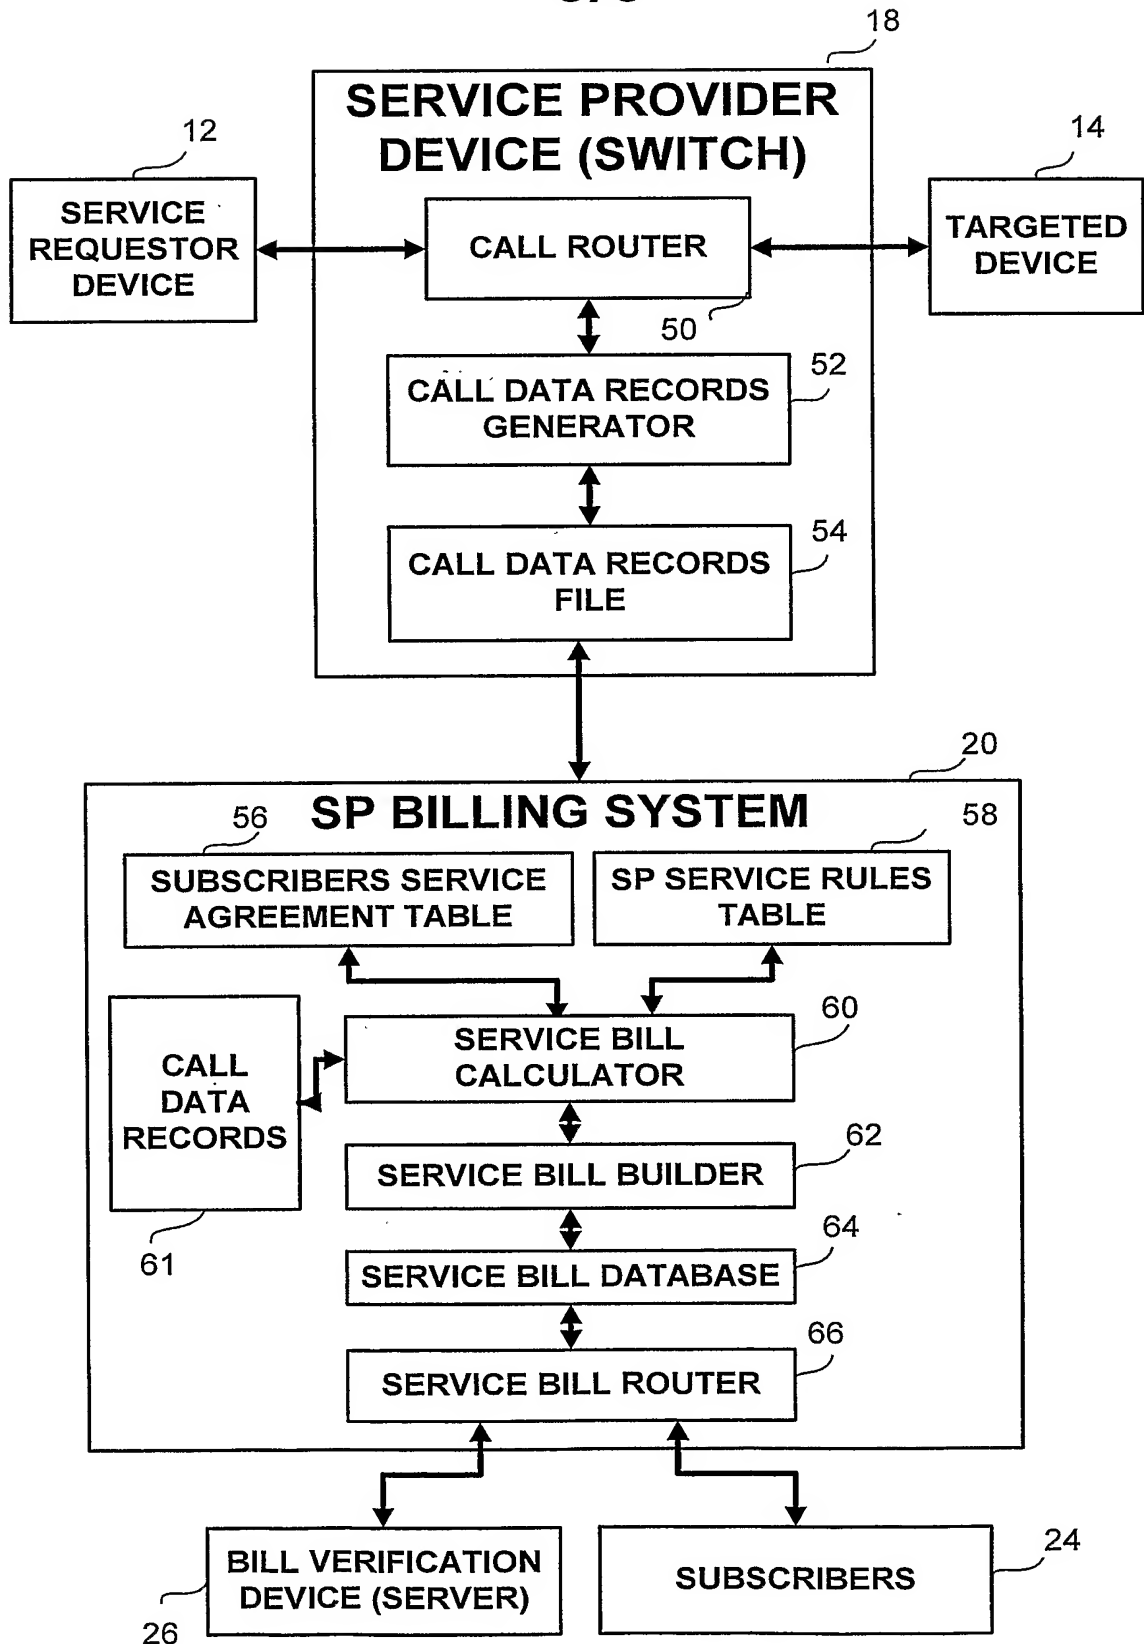 18
SERVICE PROVIDER
DEVICE (SWITCH)
12
14
SERVICE
REQUESTOR
DEVICE
CALL ROUTER
TARGETED
DEVICE
50
52
CALL DATA RECORDS
GENERATOR
54
CALL DATA RECORDS
FILE
20
SP BILLING SYSTEM
56
58
SUBSCRIBERS SERVICE
AGREEMENT TABLE
SP SERVICE RULES
TABLE
60
SERVICE BILL
CALCULATOR
CALL
DATA
RECORDS
62
SERVICE BILL BUILDER
61
64
SERVICE BILL DATABASE
66
SERVICE BILL ROUTER
BILL VERIFICATION
DEVICE (SERVER)
24
SUBSCRIBERS
26